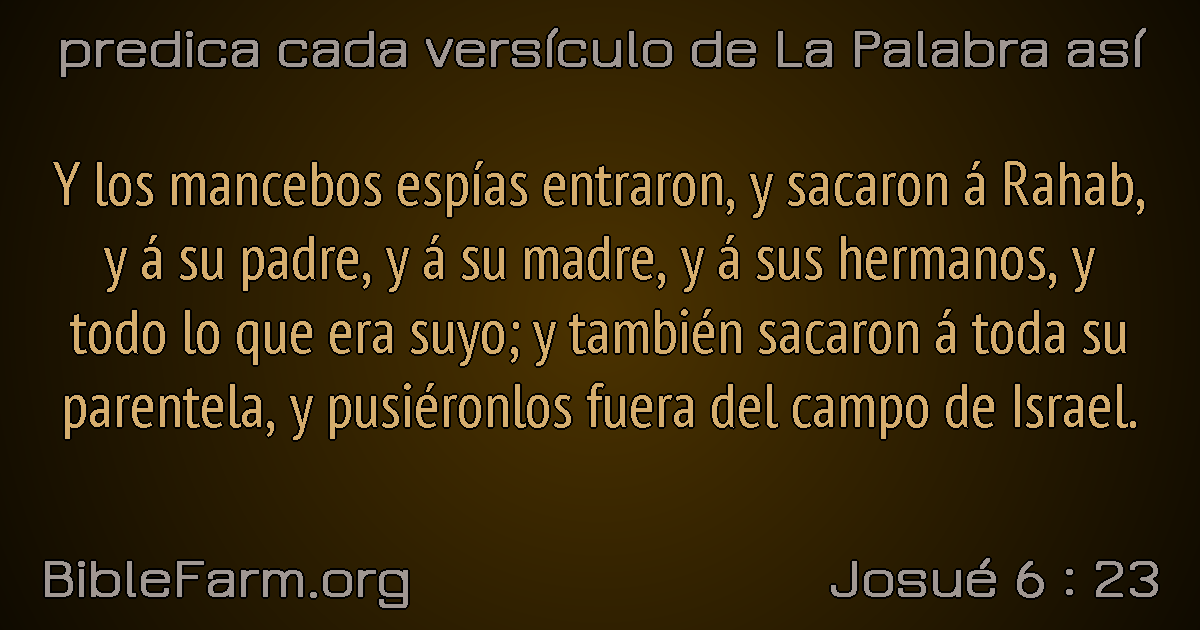 predica cada versículo de La Palabra así
Y los mancebos espías entraron, y sacaron á Rahab,
y á su padre, y á su madre, y á sus hermanos, y
todo lo que era suyo; y también sacaron á toda su
parentela, y pusiéronlos fuera del campo de Israel.
BibleFarm.org
Josué 6 : 23